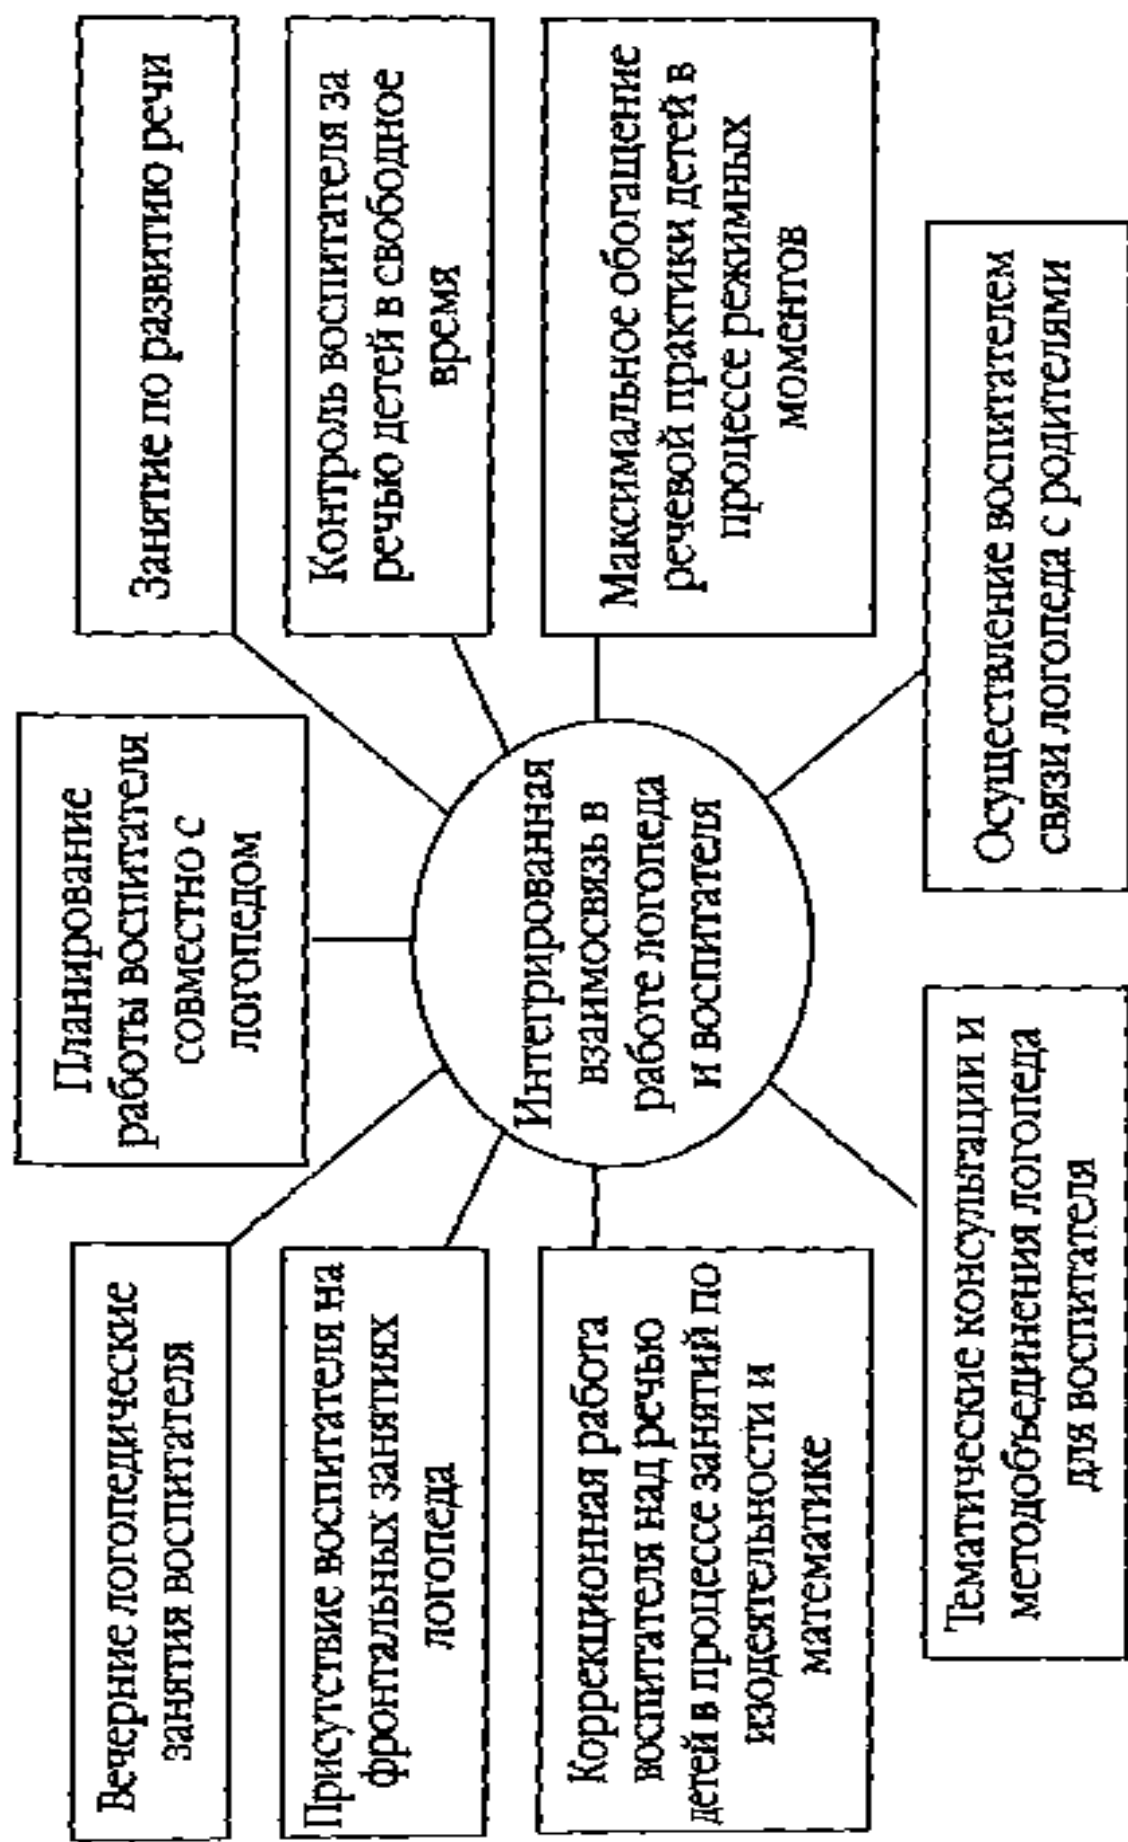 Вечерние логопедические
занятия воспитателя
Планирование
работы воспитателя
совместно с
логопедом
Занятие по развитию речи
Присутствие воспитателя на
фронтальных занятиях
логопеда
Контроль воспитателя за
речью детей в свободное
время
Интегрированная
взаимосвязь в
работе логопеда
и воспитателя
Коррекционная работа
воспитателя над речью
детей в процессе занятий по
изодеятельности и
математике
Максимальное обогащение
речевой практики детей в
процессе режимных
моментов
Тематические консультации и
методобъединения логопеда
для воспитателя
Осуществление воспитателем
связи логопеда с родителями